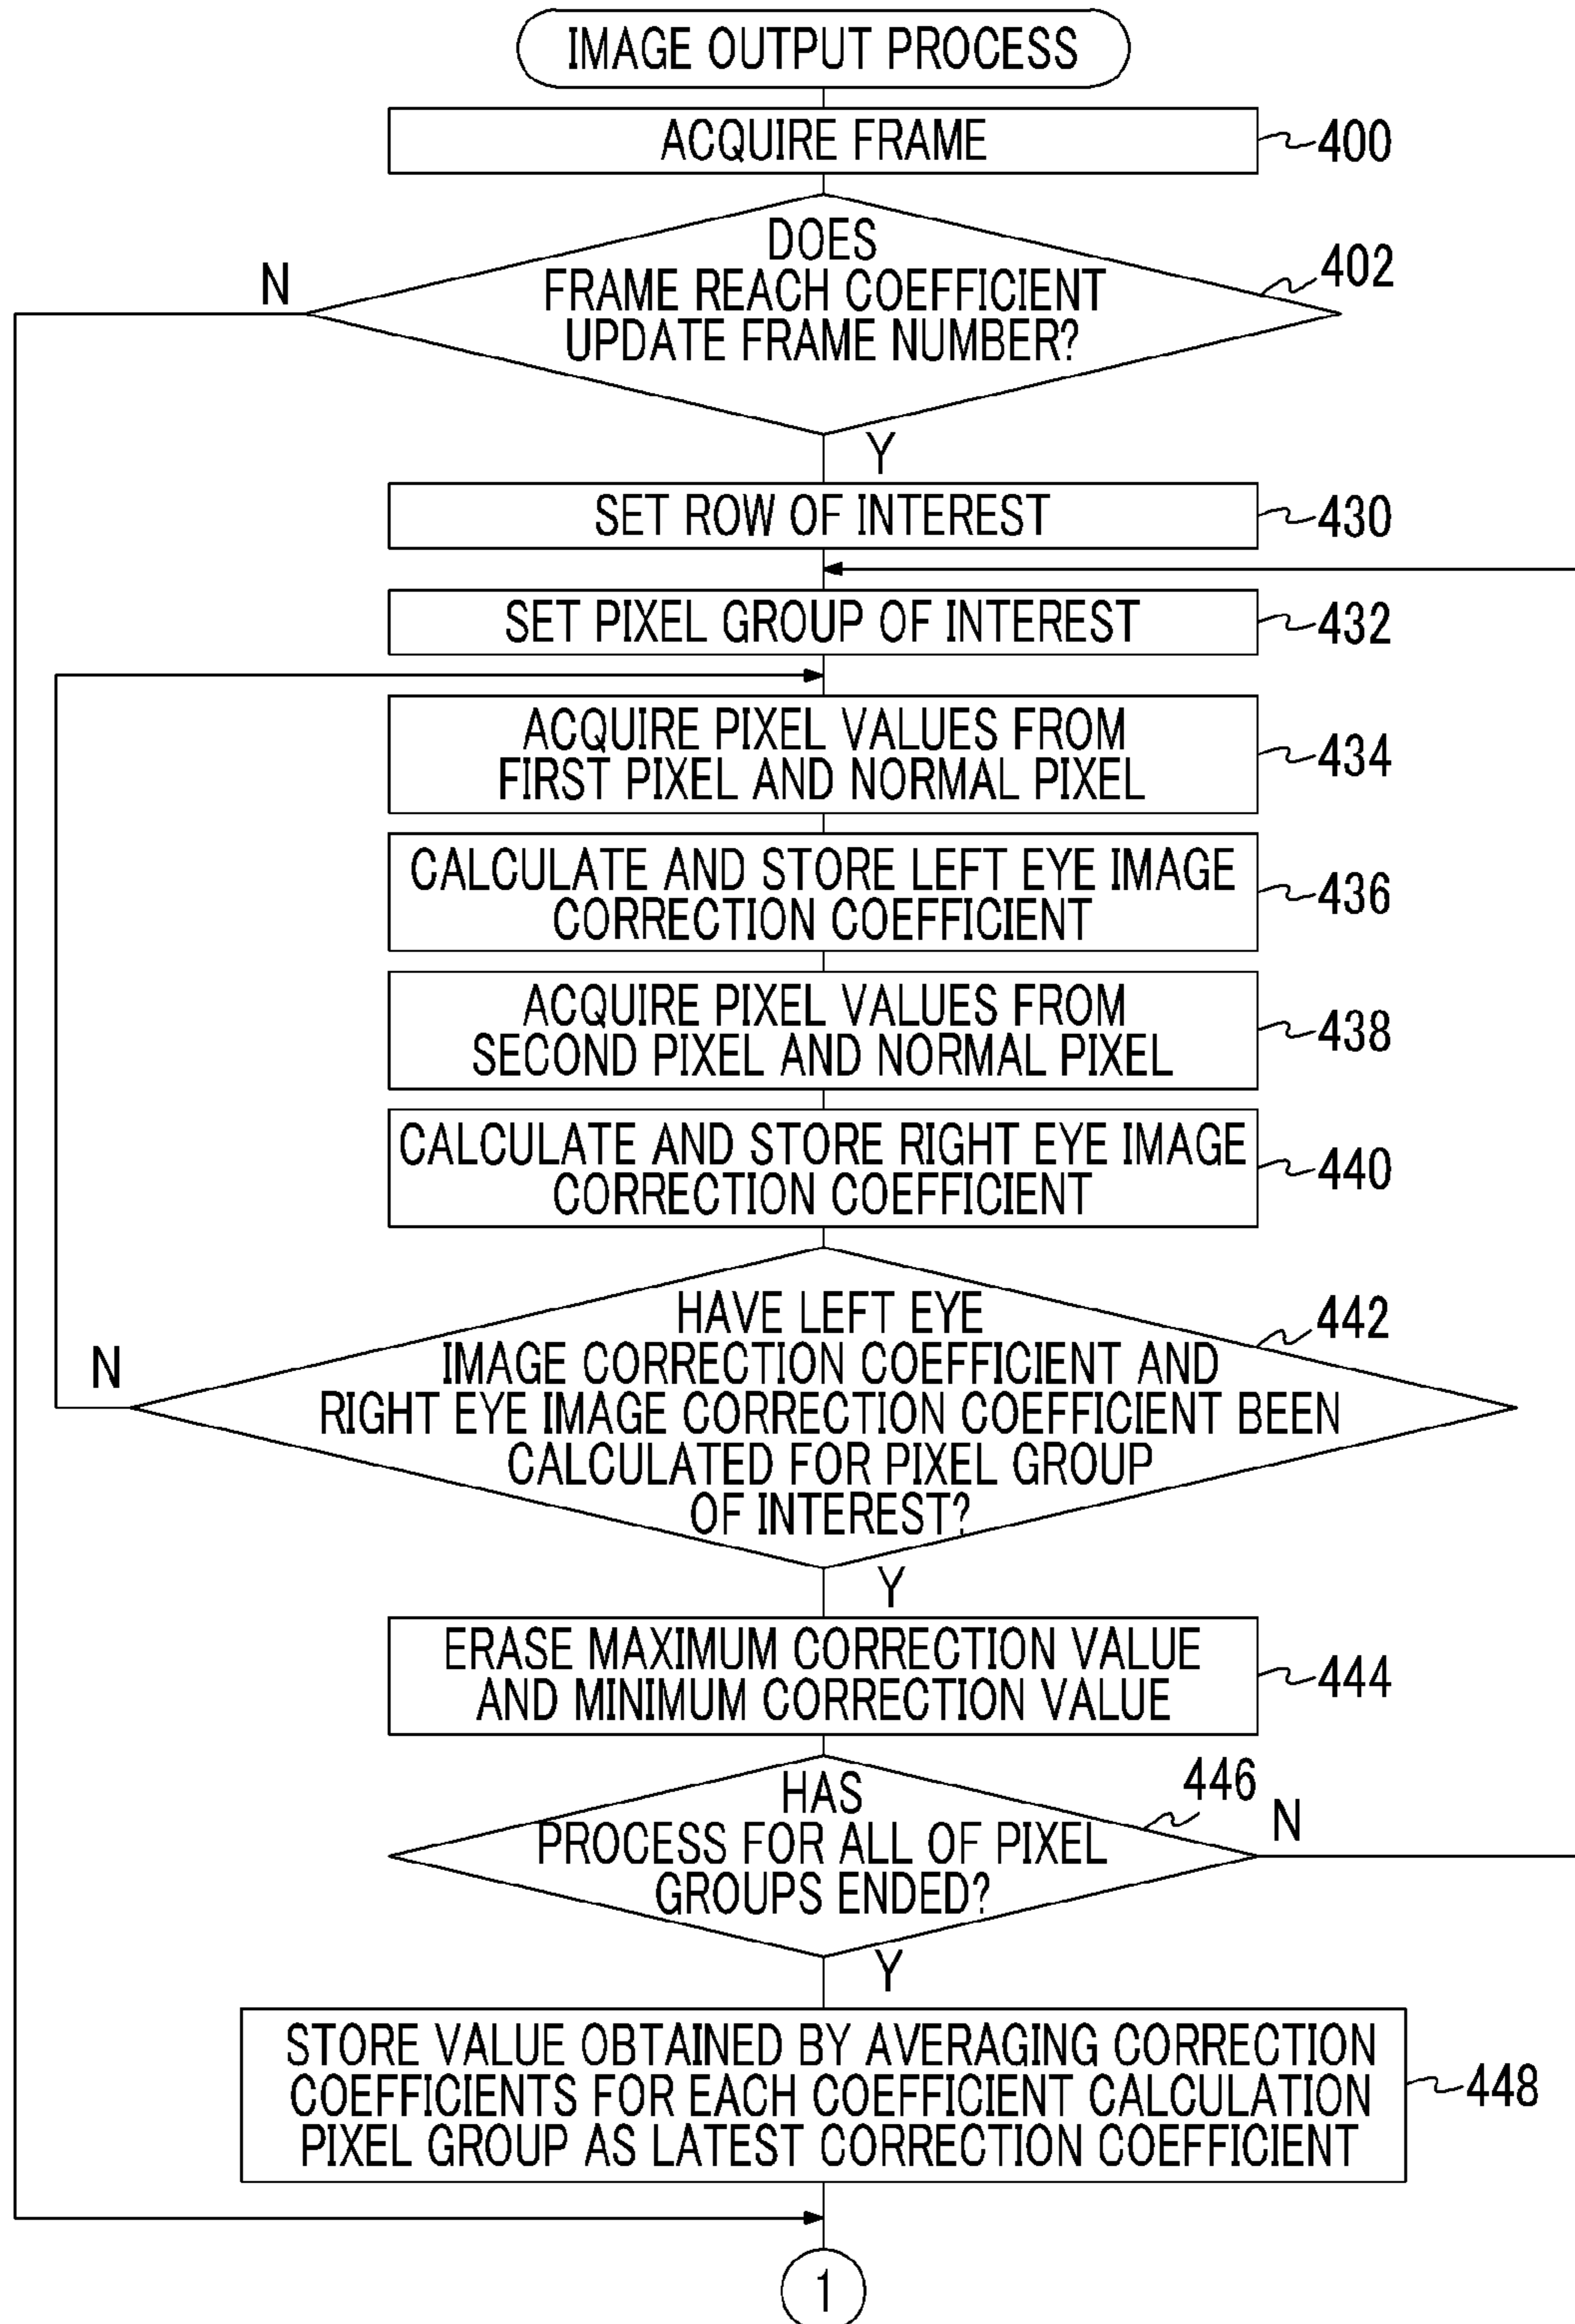 IMAGE OUTPUT PROCESS
ACQUIRE FRAME
400
DOES
FRAME REACH COEFFICIENT
UPDATE FRAME NUMBER?
402
N
Y
SET ROW OF INTEREST
430
SET PIXEL GROUP OF INTEREST
432
ACQUIRE PIXEL VALUES FROM
FIRST PIXEL AND NORMAL PIXEL
434
CALCULATE AND STORE LEFT EYE IMAGE
CORRECTION COEFFICIENT
436
ACQUIRE PIXEL VALUES FROM
SECOND PIXEL AND NORMAL PIXEL
438
CALCULATE AND STORE RIGHT EYE IMAGE
CORRECTION COEFFICIENT
440
HAVE LEFT EYE
IMAGE CORRECTION COEFFICIENT AND
RIGHT EYE IMAGE CORRECTION COEFFICIENT BEEN
CALCULATED FOR PIXEL GROUP
OF INTEREST?
442
N
Y
ERASE MAXIMUM CORRECTION VALUE
AND MINIMUM CORRECTION VALUE
444
HAS
PROCESS FOR ALL OF PIXEL
GROUPS ENDED?
446
N
Y
STORE VALUE OBTAINED BY AVERAGING CORRECTION
COEFFICIENTS FOR EACH COEFFICIENT CALCULATION
PIXEL GROUP AS LATEST CORRECTION COEFFICIENT
448
1